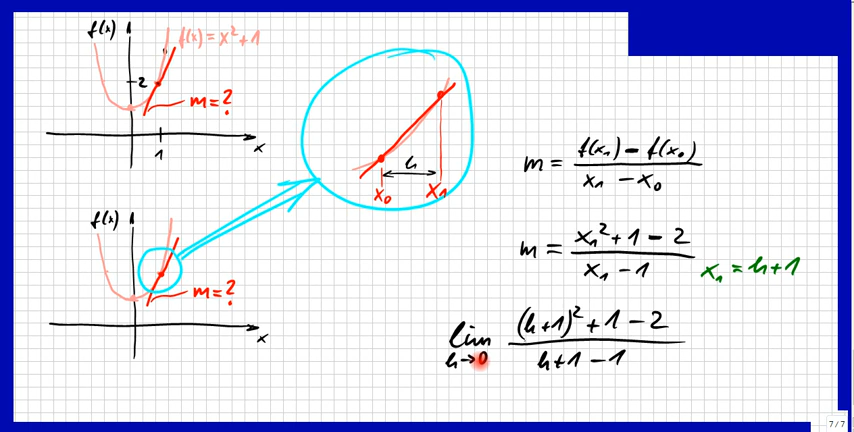 f(x)
f(x) = x² + 1
2
m = ?
1
x
h
x₀
x₁
m = (f(x₁) − f(x₀)) / (x₁ − x₀)
f(x)
m = ?
x
m = (x₁² + 1 − 2) / (x₁ − 1)
x₁ = h + 1
lim h→0 ((h+1)² + 1 − 2) / (h + 1 − 1)
7 / 7